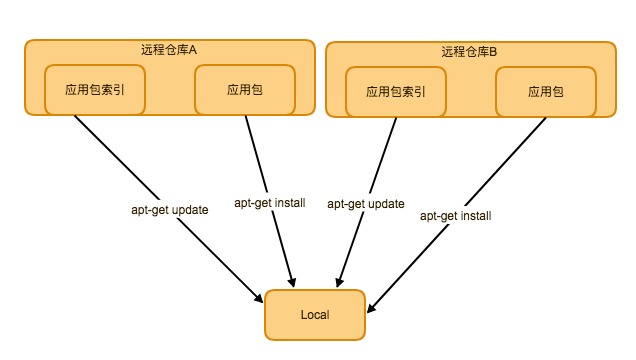 远程仓库A
应用包索引
应用包
远程仓库B
应用包索引
应用包
apt-get update
apt-get install
apt-get update
apt-get install
Local